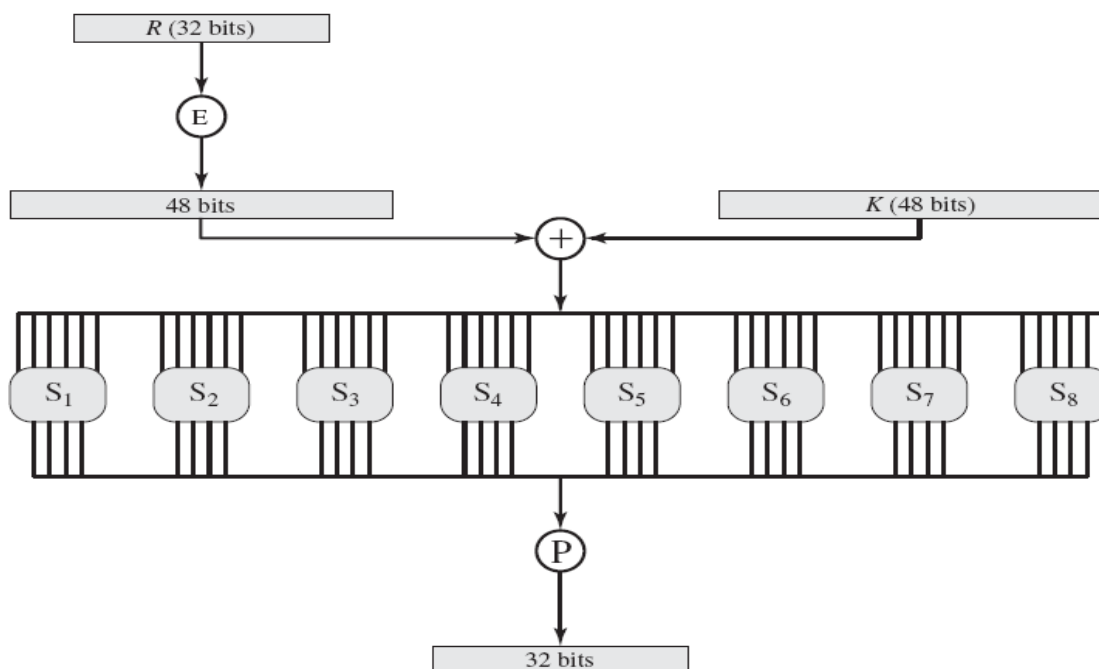 R (32 bits)
E
48 bits
K (48 bits)
+
S₁ S₂ S₃ S₄ S₅ S₆ S₇ S₈
P
32 bits